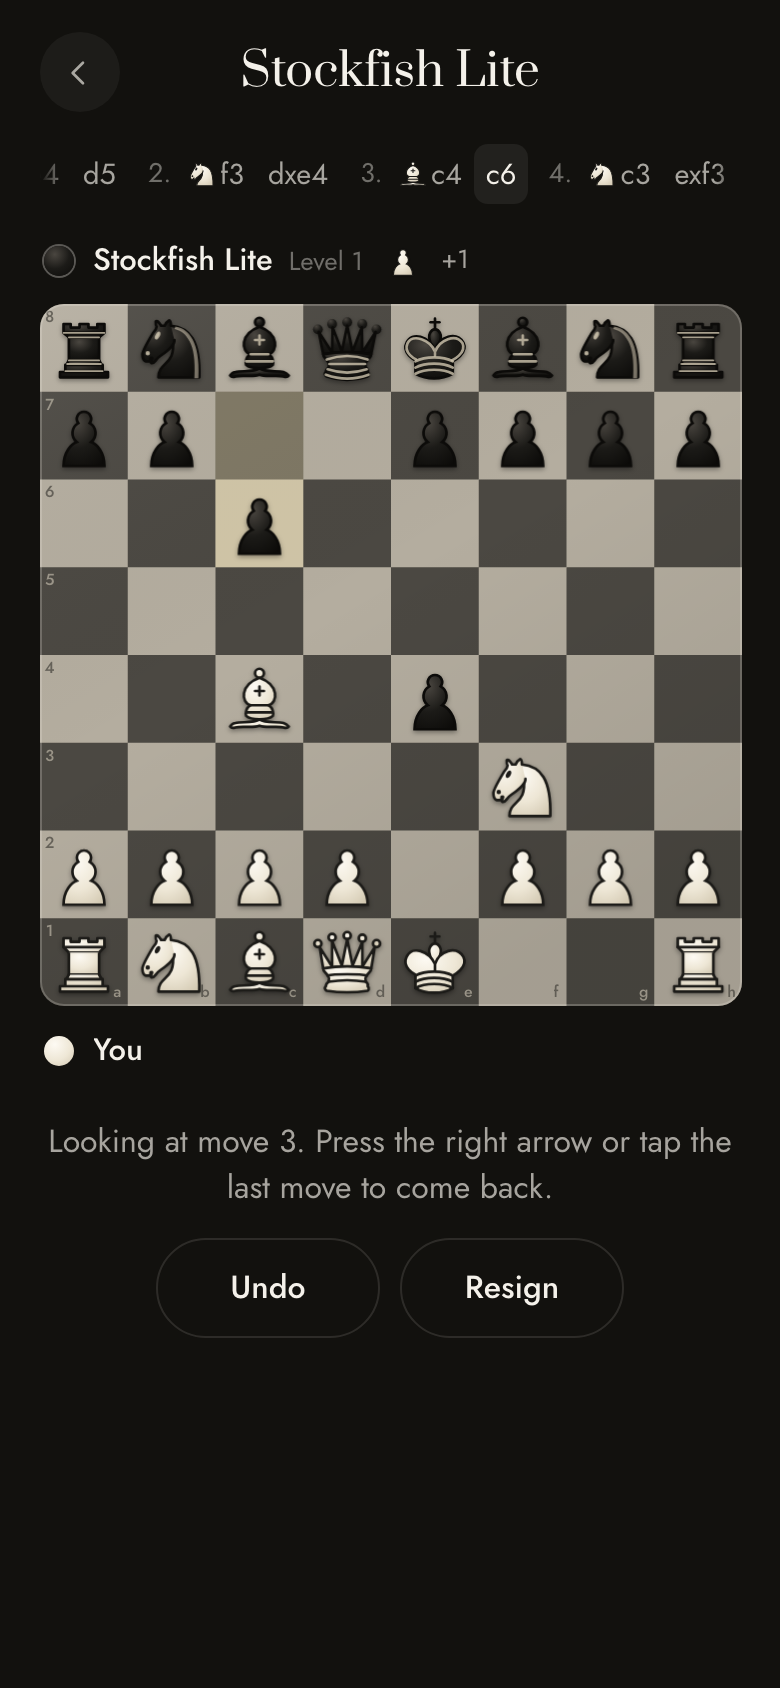 Stockfish Lite
4 d5 2. f3 dxe4 3. c4 c6 4. c3 exf3
Stockfish Lite Level 1 +1
8
7
6
5
4
3
2
1
a b c d e f g h
You
Looking at move 3. Press the right arrow or tap the
last move to come back.
Undo Resign